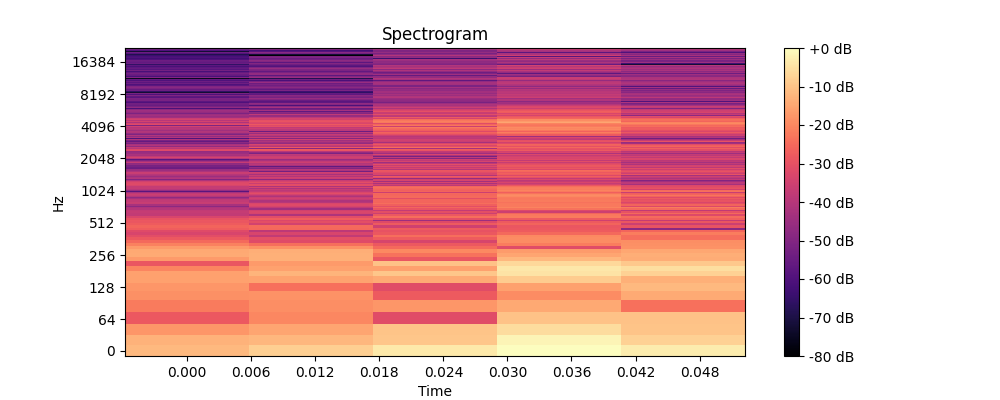 Spectrogram
Hz
16384
8192
4096
2048
1024
512
256
128
64
0
0.000 0.006 0.012 0.018 0.024 0.030 0.036 0.042 0.048
Time
+0 dB
-10 dB
-20 dB
-30 dB
-40 dB
-50 dB
-60 dB
-70 dB
-80 dB